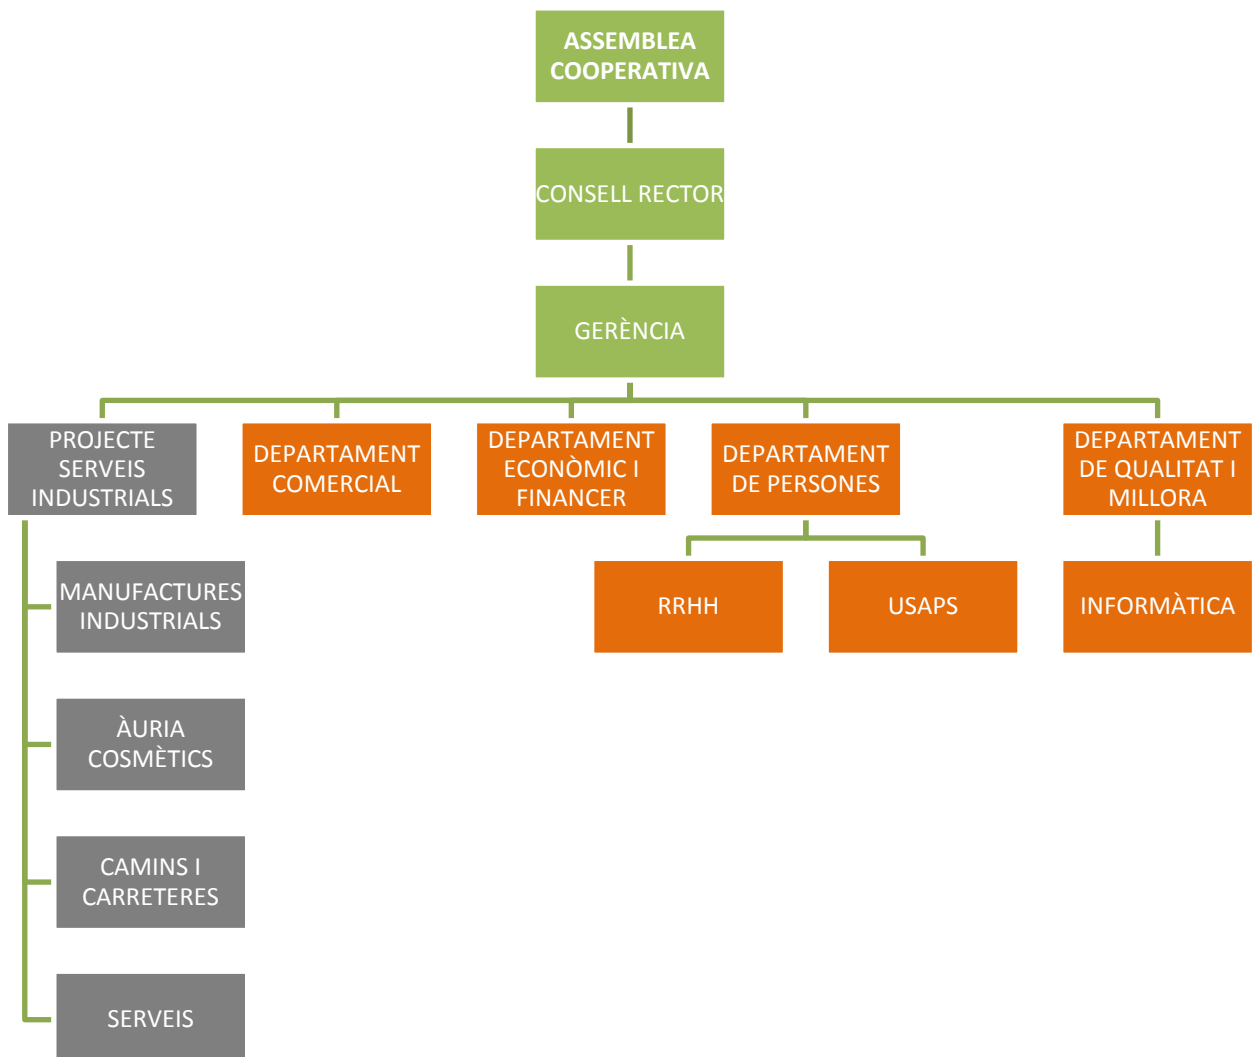 ASSEMBLEA
COOPERATIVA
CONSELL RECTOR
GERÈNCIA
PROJECTE
SERVEIS
INDUSTRIALS
DEPARTAMENT
COMERCIAL
DEPARTAMENT
ECONÒMIC I
FINANCER
DEPARTAMENT
DE PERSONES
DEPARTAMENT
DE QUALITAT I
MILLORA
MANUFACTURES
INDUSTRIALS
RRHH
USAPS
INFORMÀTICA
ÀURIA
COSMÈTICS
CAMINS I
CARRETERES
SERVEIS